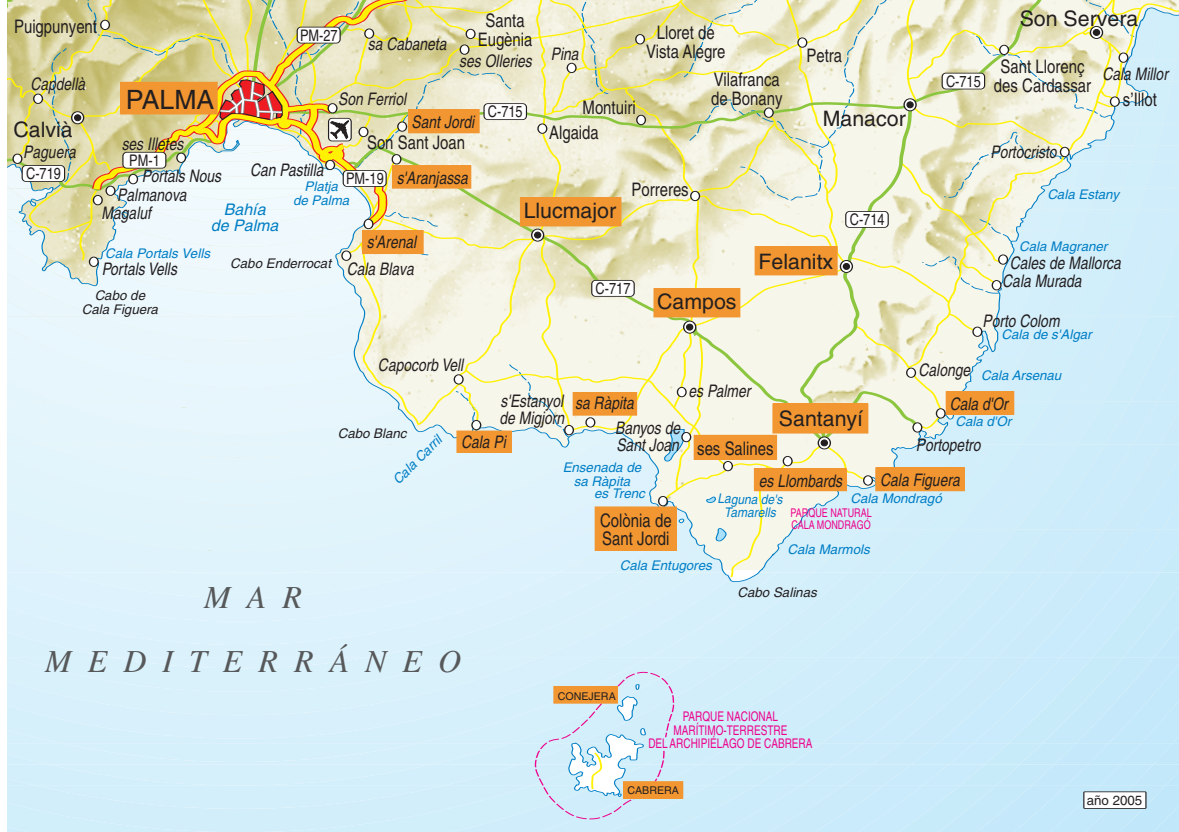 Puigpunyent
PM-27
sa Cabaneta
Santa
Eugènia
ses Olleries
Pina
Lloret de
Vista Alegre
Petra
Son Servera
Sant Llorenç
des Cardassar
Cala Millor
s'Illòt
Capdellà
PALMA
Son Ferriol
Sant Jordi
C-715
Montuiri
Vilafranca
de Bonany
C-715
Manacor
Calvia
Paguera
ses Illetes
PM-1
C-719
Son Sant Joan
Algaida
Portocristo
Portals Nous
Palmanova
Magaluf
Can Pastilla
PM-19
s'Aranjassa
Platja
de Palma
Porreres
Cala Estany
Bahía
de Palma
Llucmajor
C-714
s'Arenal
Cala Portals Vells
Portals Vells
Cabo Enderrocat
Cala Blava
Felanitx
Cala Magraner
Cales de Mallorca
Cala Murada
Cabo de
Cala Figuera
C-717
Campos
Porto Colom
Cala de s'Algar
Capocorb Vell
Calonge
Cala Arsenau
es Palmer
s'Estanyol
de Migjorn
sa Ràpita
Cala d'Or
Cala d'Or
Santanyí
Cabo Blanc
Cala Carril
Cala Pi
Banyos de
Sant Joan
ses Salines
Portopetro
Ensenada de
sa Ràpita
es Trenc
es Llombards
Cala Figuera
Laguna de's
Tamarells
Cala Mondragó
PARQUE NATURAL
CALA MONDRAGÓ
Colònia de
Sant Jordi
Cala Marmols
Cala Entugores
Cabo Salinas
MAR
MEDITERRÁNEO
CONEJERA
PARQUE NACIONAL
MARÍTIMO-TERRESTRE
DEL ARCHIPIÉLAGO DE CABRERA
CABRERA
año 2005